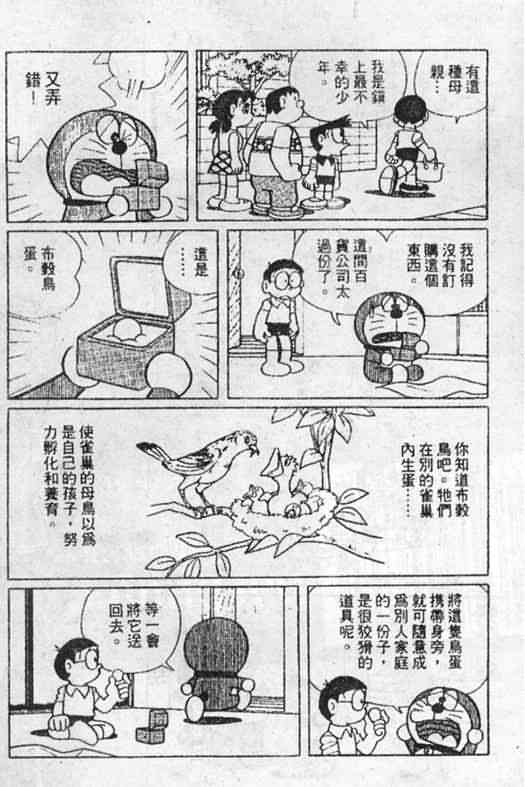 有這
種母
親…
我是鎮
上最不
幸的少
年。
又弄
錯！
我記得
沒有訂
購這個
東西。
這間百
貨公司太
過份了。
這是
……
布穀鳥
蛋。
你知道布穀
鳥吧。牠們
在別的雀巢
內生蛋……
使雀巢的母鳥以為
是自己的孩子，努
力孵化和養育。
將這隻鳥蛋
攜帶身旁，
就可隨意成
為別人家庭
的一份子，
是很狡猾的
道具呢。
等一會
將它送
回去。